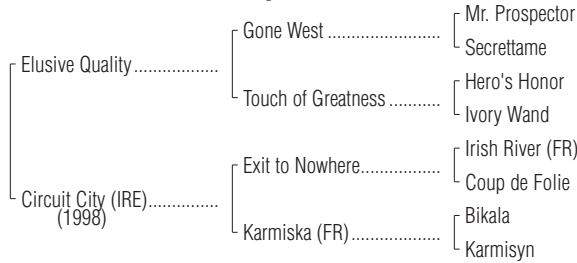 Mr. Prospector
Gone West
Secrettame
Elusive Quality
Hero's Honor
Touch of Greatness
Ivory Wand
Irish River (FR)
Exit to Nowhere
Coup de Folie
Circuit City (IRE)
(1998)
Bikala
Karmiska (FR)
Karmisyn